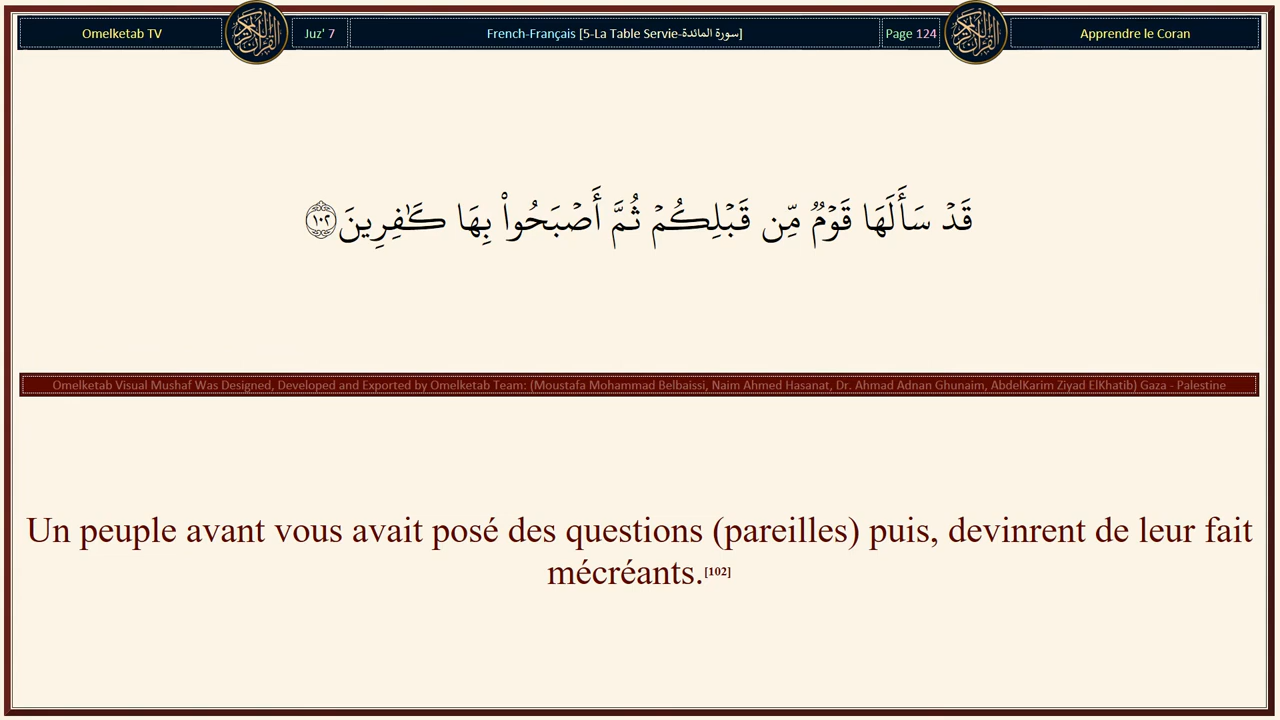 Omelketab TV
Juz' 7
French-Français [5-La Table Servie-سورة المائدة]
Page 124
Apprendre le Coran
قَدۡ سَأَلَهَا قَوۡمٞ مِّن قَبۡلِكُمۡ ثُمَّ أَصۡبَحُواْ بِهَا كَٰفِرِينَ ١٠٢
Omelketab Visual Mushaf Was Designed, Developed and Exported by Omelketab Team: (Moustafa Mohammad Belbaissi, Naim Ahmed Hasanat, Dr. Ahmad Adnan Ghunaim, AbdelKarim Ziyad ElKhatib) Gaza - Palestine
Un peuple avant vous avait posé des questions (pareilles) puis, devinrent de leur fait
mécréants.[102]